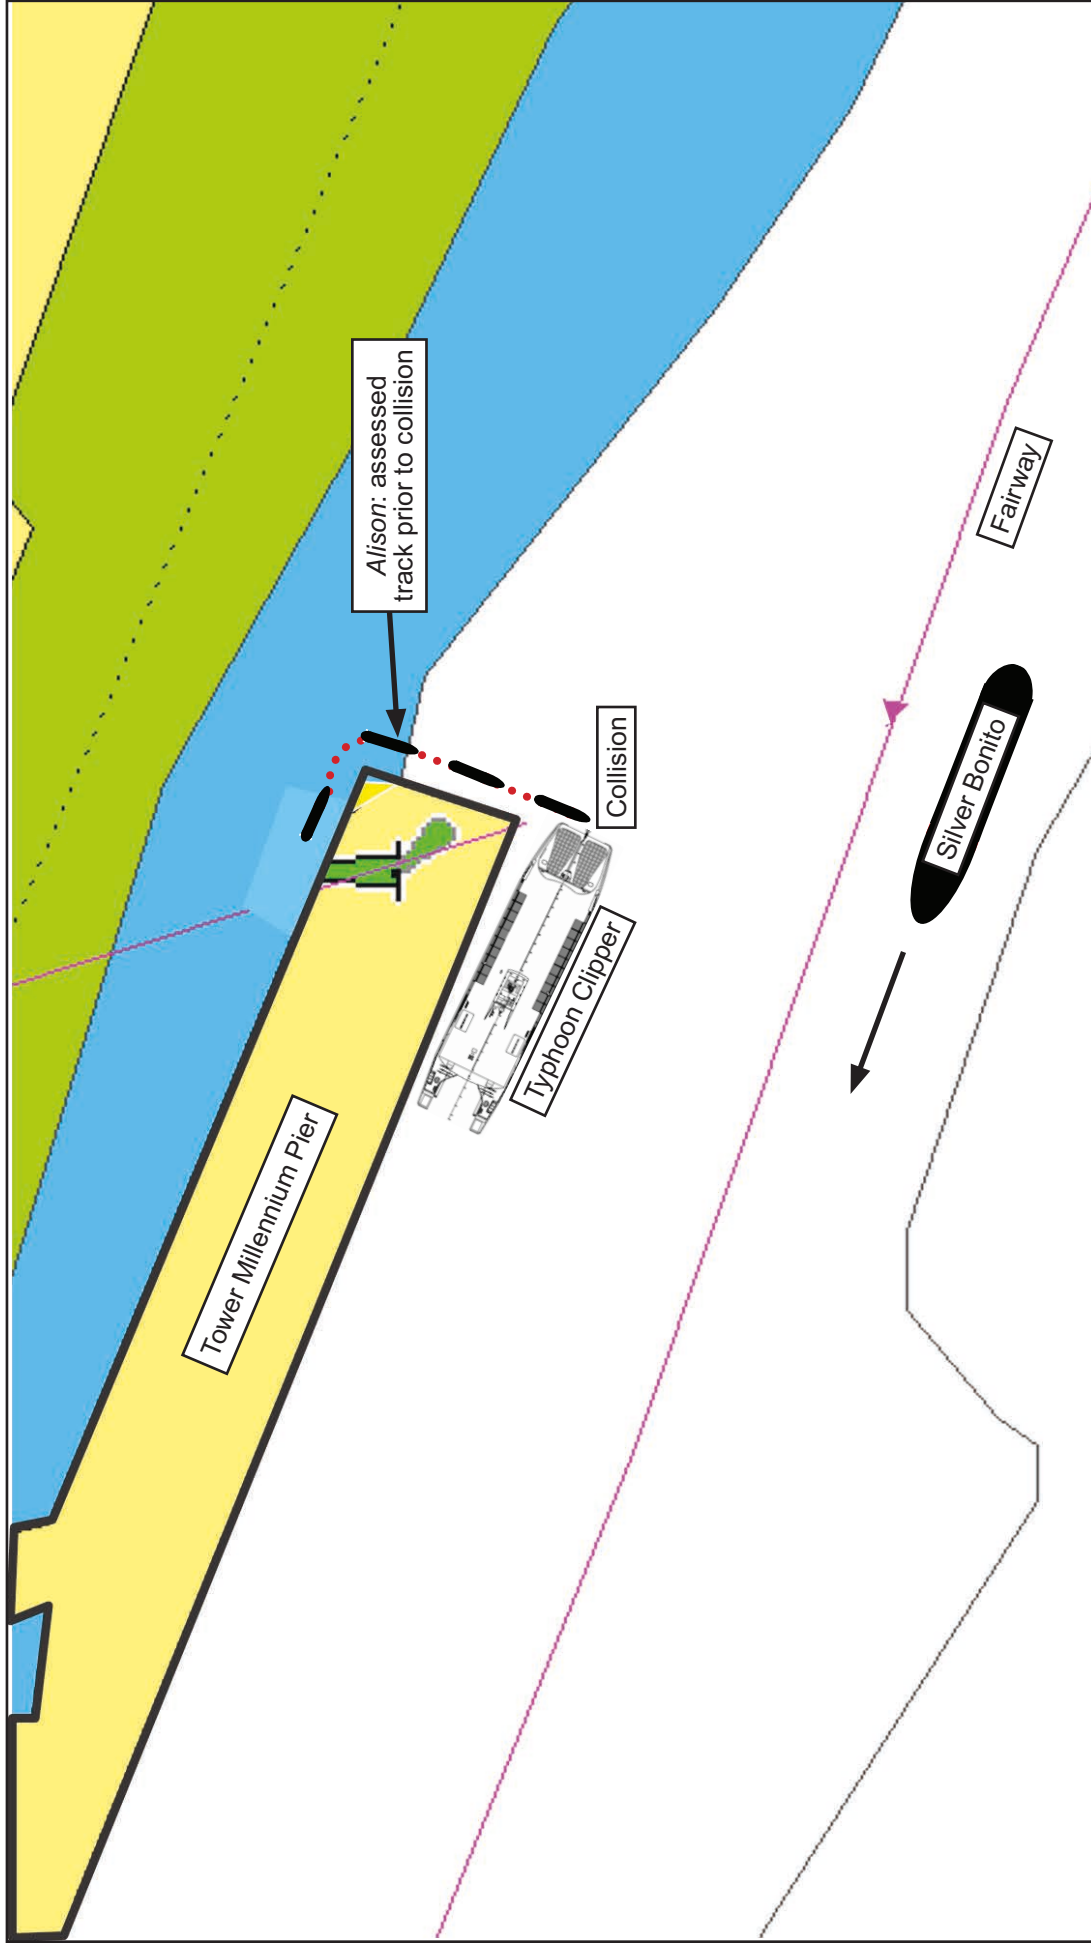 Alison: assessed
track prior to collision
Collision
Fairway
Silver Bonito
Typhoon Clipper
Tower Millennium Pier